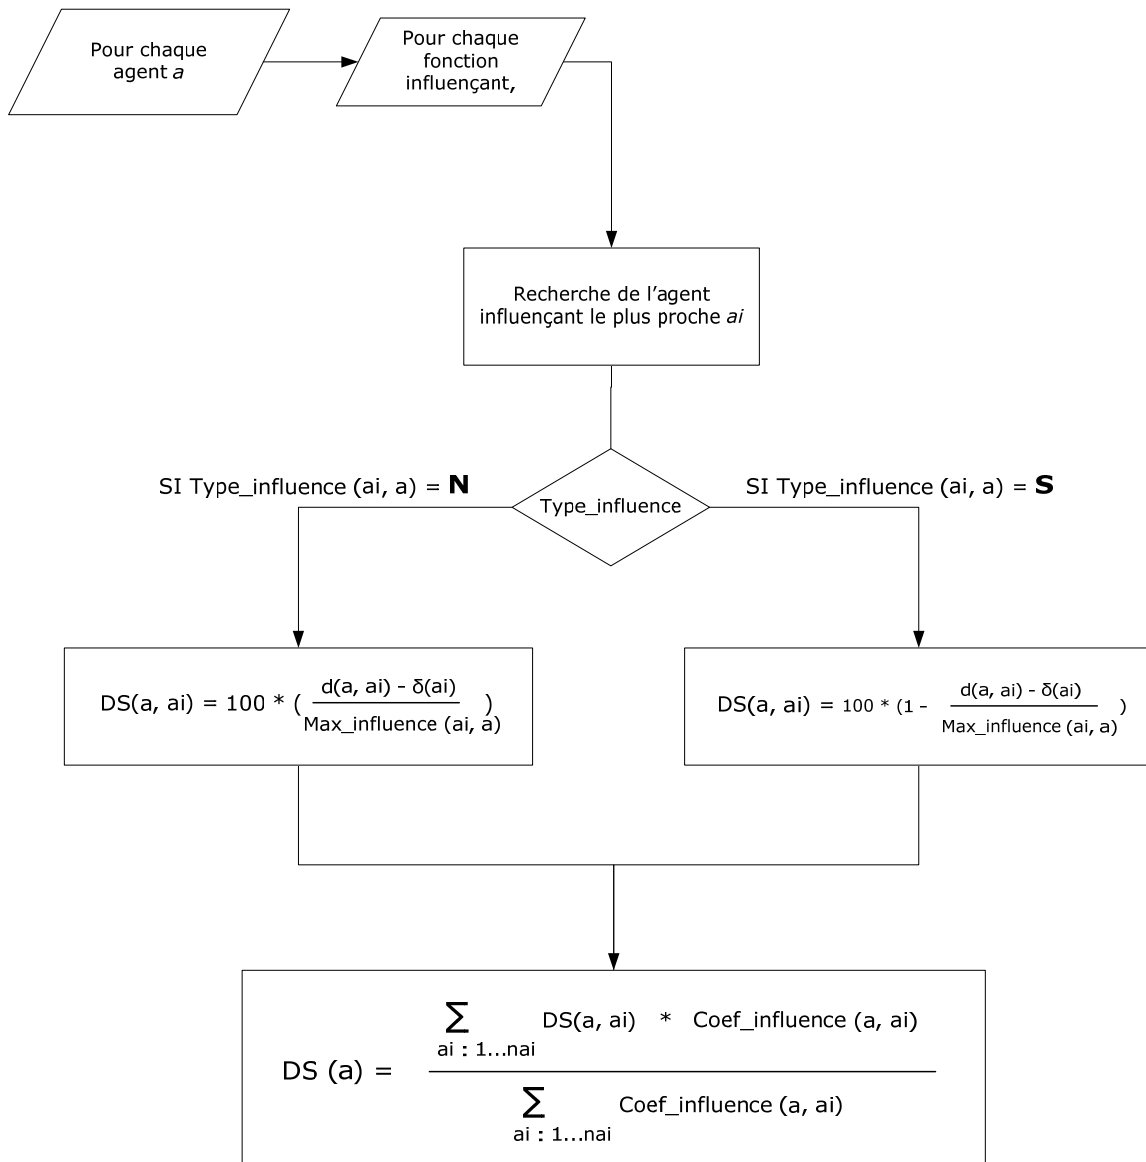 Pour chaque
agent a
Pour chaque
fonction
influençant,
Recherche de l'agent
influençant le plus proche ai
SI Type_influence (ai, a) = N
SI Type_influence (ai, a) = S
Type_influence
DS(a, ai) = 100 * ( d(a, ai) - δ(ai)
Max_influence (ai, a) )
DS(a, ai) = 100 * (1 - d(a, ai) - δ(ai)
Max_influence (ai, a) )
∑ DS(a, ai) * Coef_influence (a, ai)
ai : 1...nai
DS (a) =
∑ Coef_influence (a, ai)
ai : 1...nai